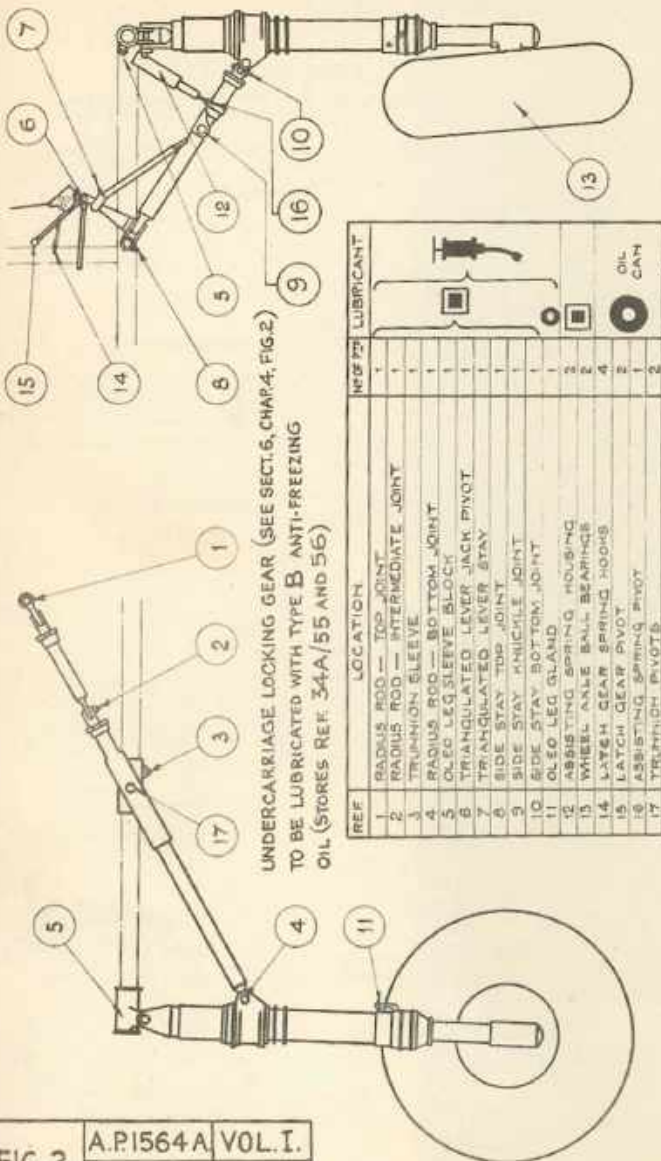 A.P.1564A VOL.I.
5
4
11
17
3
2
1
15
14
8
6
7
5
12
9
16
10
13
UNDERCARRIAGE LOCKING GEAR (SEE SECT.6, CHAP.4, FIG.2)
TO BE LUBRICATED WITH TYPE B ANTI-FREEZING
OIL (STORES REF. 34A/55 AND 56)
REF LOCATION Nº OF PTS LUBRICANT
1 RADIUS ROD — TOP JOINT 1
2 RADIUS ROD — INTERMEDIATE JOINT 1
3 TRUNNION SLEEVE 1
4 RADIUS ROD — BOTTOM JOINT 1
5 OLEO LEG SLEEVE BLOCK 1
6 TRIANGULATED LEVER JACK PIVOT 1
7 TRIANGULATED LEVER STAY 1
8 SIDE STAY TOP JOINT 1
9 SIDE STAY KNUCKLE JOINT 1
10 SIDE STAY BOTTOM JOINT 1
11 OLEO LEG GLAND 1
12 ASSISTING SPRING HOUSING 2
13 WHEEL AXLE BALL BEARINGS 2
14 LATCH GEAR SPRING HOOKS 4
15 LATCH GEAR PIVOT 2
16 ASSISTING SPRING PIVOT 1
17 TRUNNION PIVOTS 2
OIL
CAN